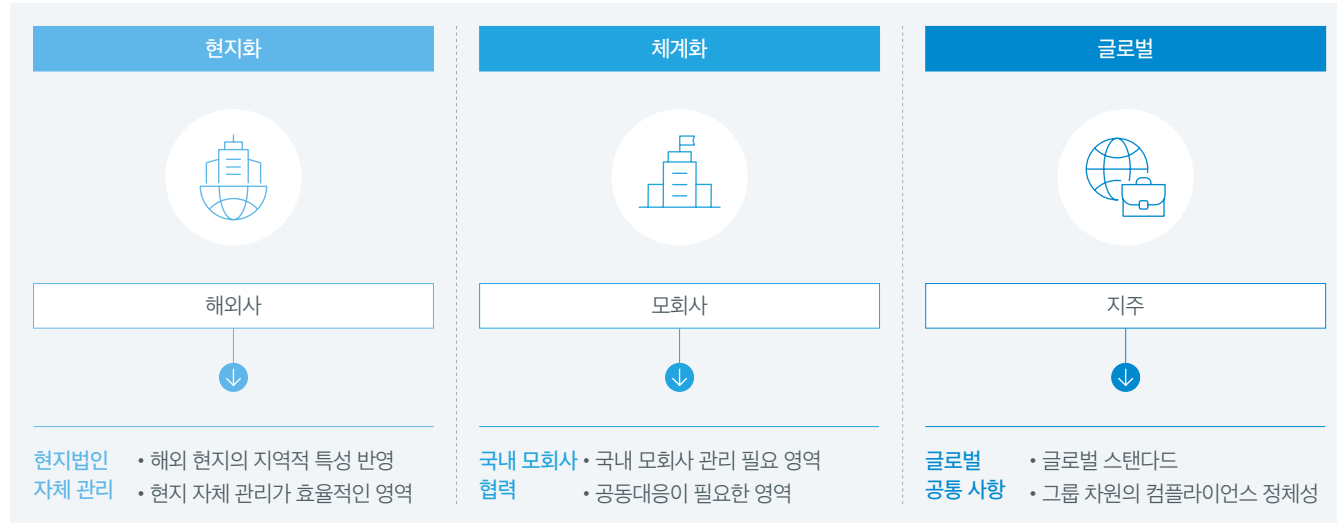 현지화
해외사
현지법인
자체 관리
• 해외 현지의 지역적 특성 반영
• 현지 자체 관리가 효율적인 영역
체계화
모회사
국내 모회사
협력
• 국내 모회사 관리 필요 영역
• 공동대응이 필요한 영역
글로벌
지주
글로벌
공통 사항
• 글로벌 스탠다드
• 그룹 차원의 컴플라이언스 정체성